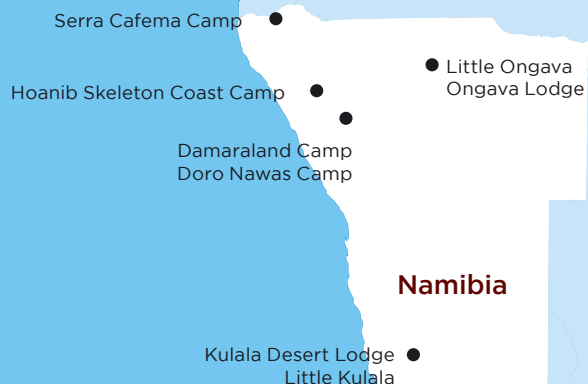 Serra Cafema Camp
Little Ongava
Ongava Lodge
Hoanib Skeleton Coast Camp
Damaraland Camp
Doro Nawas Camp
Namibia
Kulala Desert Lodge
Little Kulala